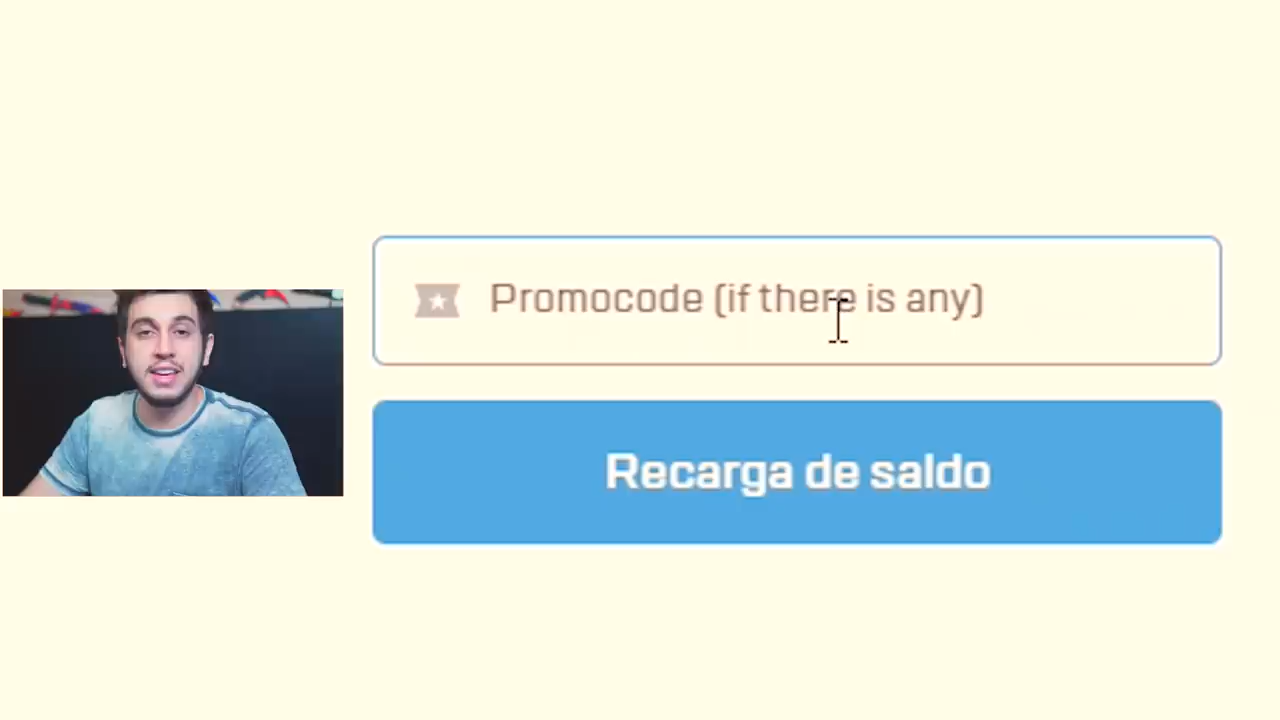 Promocode (if there is any)
Recarga de saldo